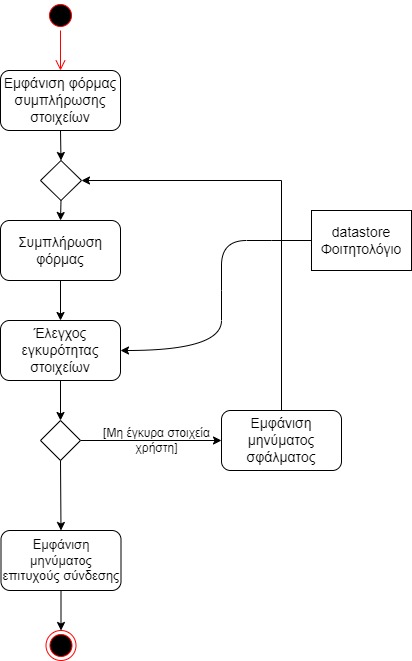 Εμφάνιση φόρμας
συμπλήρωσης
στοιχείων
Συμπλήρωση
φόρμας
datastore
Φοιτητολόγιο
Έλεγχος
εγκυρότητας
στοιχείων
[Μη έγκυρα στοιχεία
χρήστη]
Εμφάνιση
μηνύματος
σφάλματος
Εμφάνιση
μηνύματος
επιτυχούς σύνδεσης